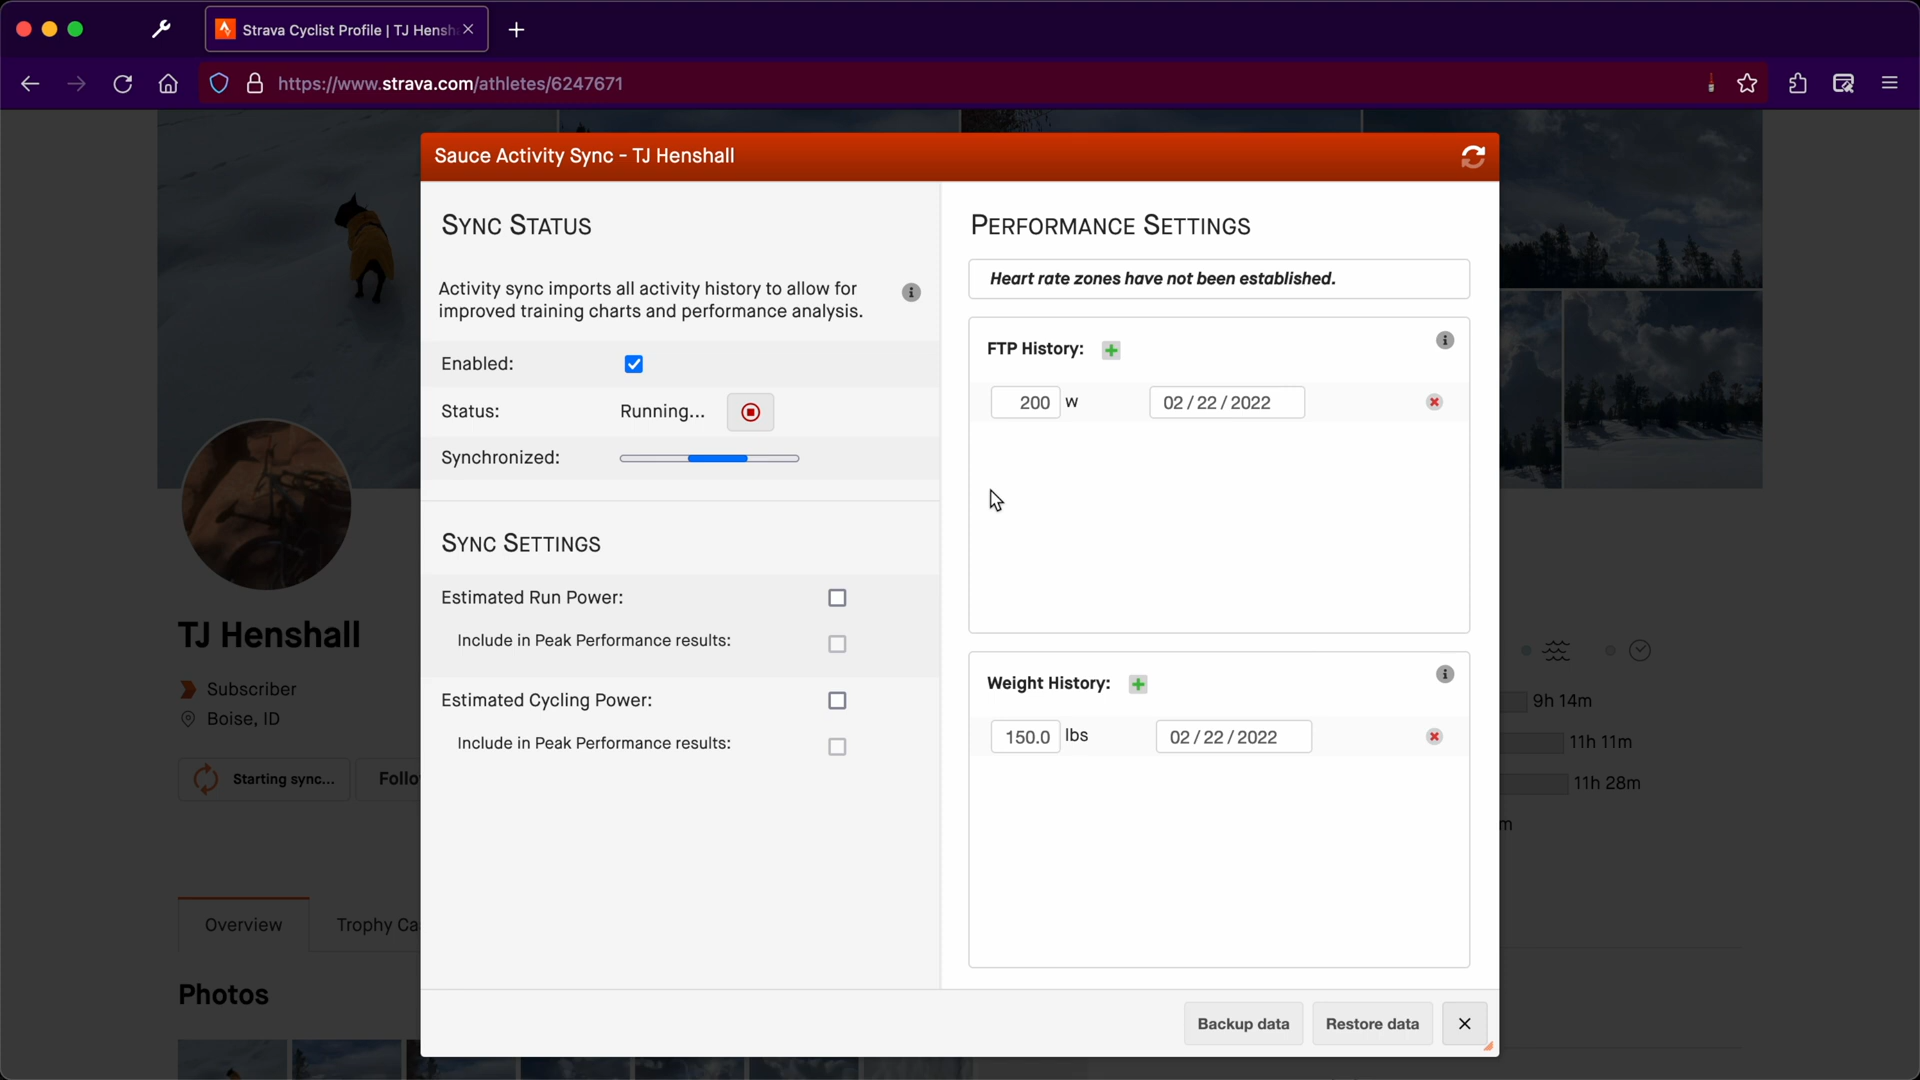 Strava Cyclist Profile | TJ Hensh
https://www.strava.com/athletes/6247671
Sauce Activity Sync - TJ Henshall
Sync Status
Activity sync imports all activity history to allow for
improved training charts and performance analysis.
Enabled:
Status: Running...
Synchronized:
Sync Settings
Estimated Run Power:
Include in Peak Performance results:
Estimated Cycling Power:
Include in Peak Performance results:
Performance Settings
Heart rate zones have not been established.
FTP History:
200 w 02 / 22 / 2022
Weight History:
150.0 lbs 02 / 22 / 2022
Backup data
Restore data
TJ Henshall
Subscriber
Boise, ID
Starting sync...
Follo
Overview
Trophy Ca
Photos
9h 14m
11h 11m
11h 28m
m